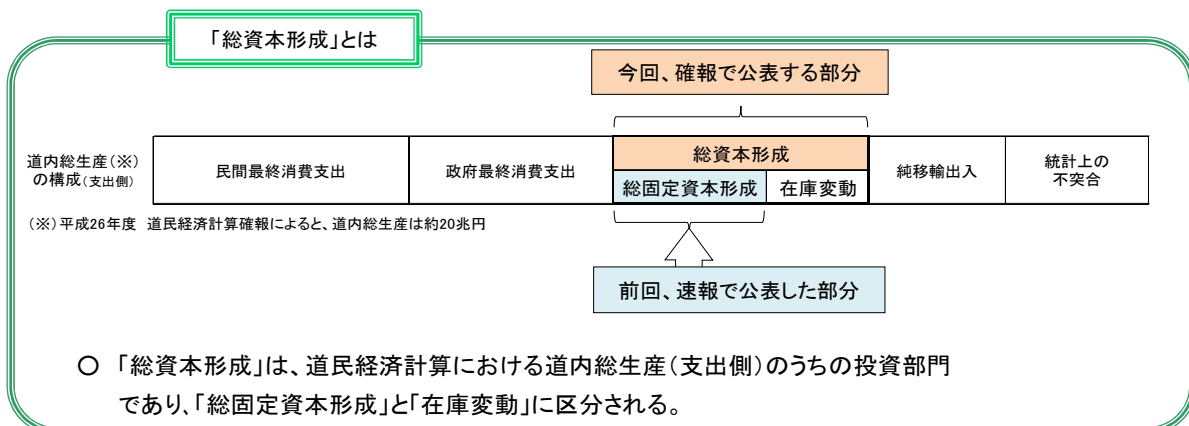 「総資本形成」とは
今回、確報で公表する部分
道内総生産(※)
の構成(支出側)
民間最終消費支出
政府最終消費支出
総資本形成
総固定資本形成
在庫変動
純移輸出入
統計上の
不突合
(※)平成26年度 道民経済計算確報によると、道内総生産は約20兆円
前回、速報で公表した部分
○ 「総資本形成」は、道民経済計算における道内総生産(支出側)のうちの投資部門
であり、「総固定資本形成」と「在庫変動」に区分される。